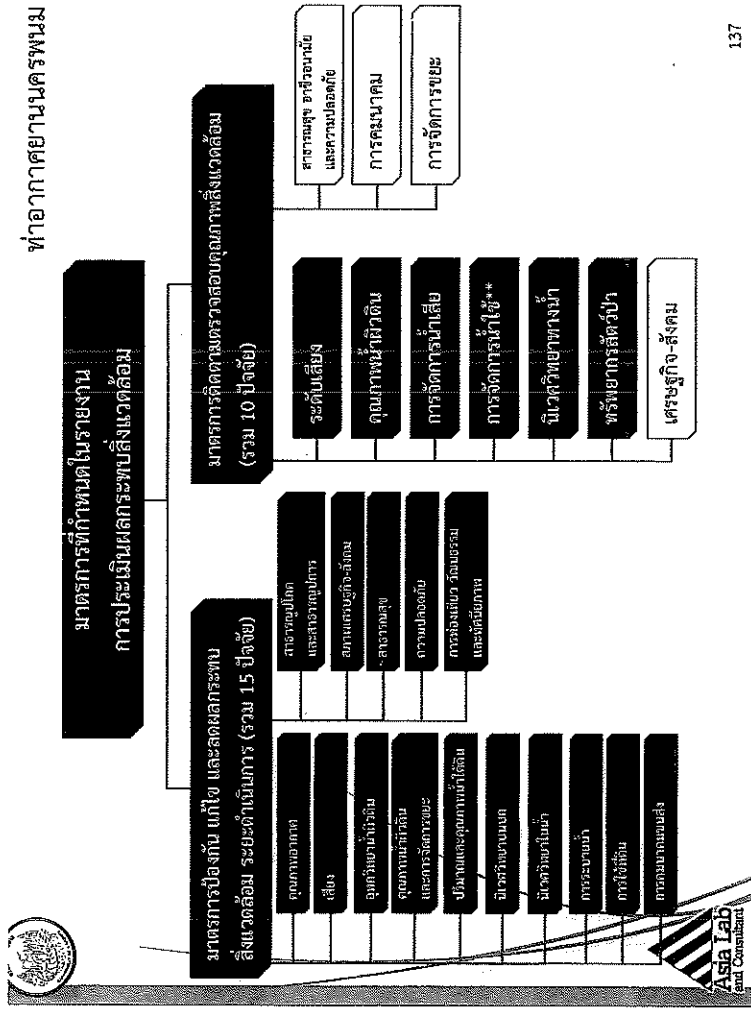 ท่าอากาศยานนครพนม
มาตรการที่กำหนดในรายงาน
การประเมินผลกระทบสิ่งแวดล้อม
มาตรการป้องกัน แก้ไข และลดผลกระทบ
สิ่งแวดล้อม ระยะดำเนินการ (รวม 15 ปัจจัย)
คุณภาพอากาศ
เสียง
อุทกวิทยาน้ำผิวดิน
คุณภาพน้ำผิวดิน
และการจัดการขยะ
ปริมาณและคุณภาพน้ำใต้ดิน
นิเวศวิทยาบนบก
นิเวศวิทยาในน้ำ
การระบายน้ำ
การใช้ที่ดิน
การคมนาคมขนส่ง
สาธารณูปโภค
และสาธารณูปการ
สภาพเศรษฐกิจ-สังคม
สาธารณสุข
ความปลอดภัย
การท่องเที่ยว วัฒนธรรม
และทัศนียภาพ
มาตรการติดตามตรวจสอบคุณภาพสิ่งแวดล้อม
(รวม 10 ปัจจัย)
ระดับเสียง
คุณภาพน้ำผิวดิน
การจัดการน้ำเสีย
การจัดการน้ำใช้**
นิเวศวิทยาทางน้ำ
ทรัพยากรสัตว์ป่า
เศรษฐกิจ-สังคม
สาธารณสุข อาชีวอนามัย
และความปลอดภัย
การคมนาคม
การจัดการขยะ
Asia Lab
and Consultant
137